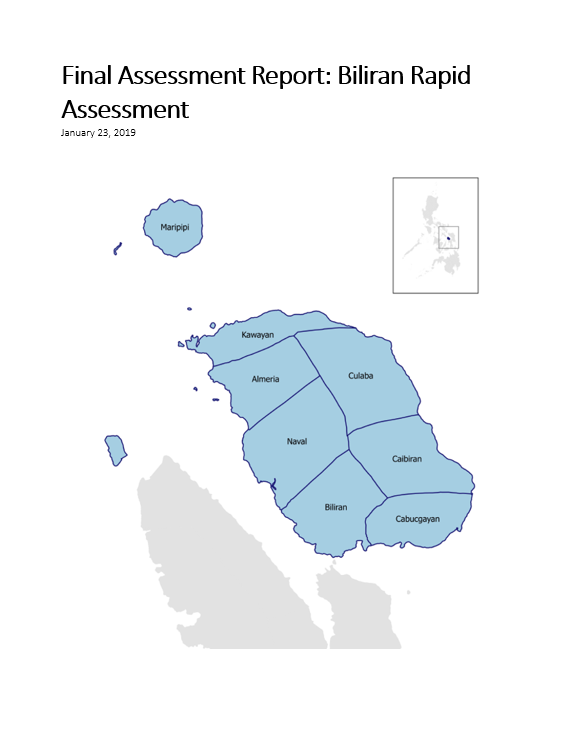 Final Assessment Report: Biliran Rapid
Assessment
January 23, 2019
Maripipi
Kawayan
Culaba
Almeria
Naval
Caibiran
Biliran
Cabucgayan